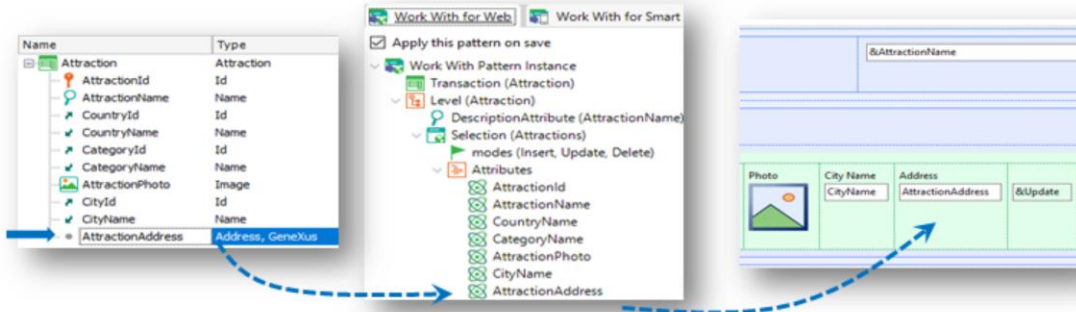 Name Type
Attraction Attraction
AttractionId Id
AttractionName Name
CountryId Id
CountryName Name
CategoryId Id
CategoryName Name
AttractionPhoto Image
CityId Id
CityName Name
AttractionAddress Address, GeneXus
Work With for Web Work With for Smart
Apply this pattern on save
Work With Pattern Instance
Transaction (Attraction)
Level (Attraction)
DescriptionAttribute (AttractionName)
Selection (Attractions)
modes (Insert, Update, Delete)
Attributes
AttractionId
AttractionName
CountryName
CategoryName
AttractionPhoto
CityName
AttractionAddress
&AttractionName
Photo City Name Address
CityName AttractionAddress &Update